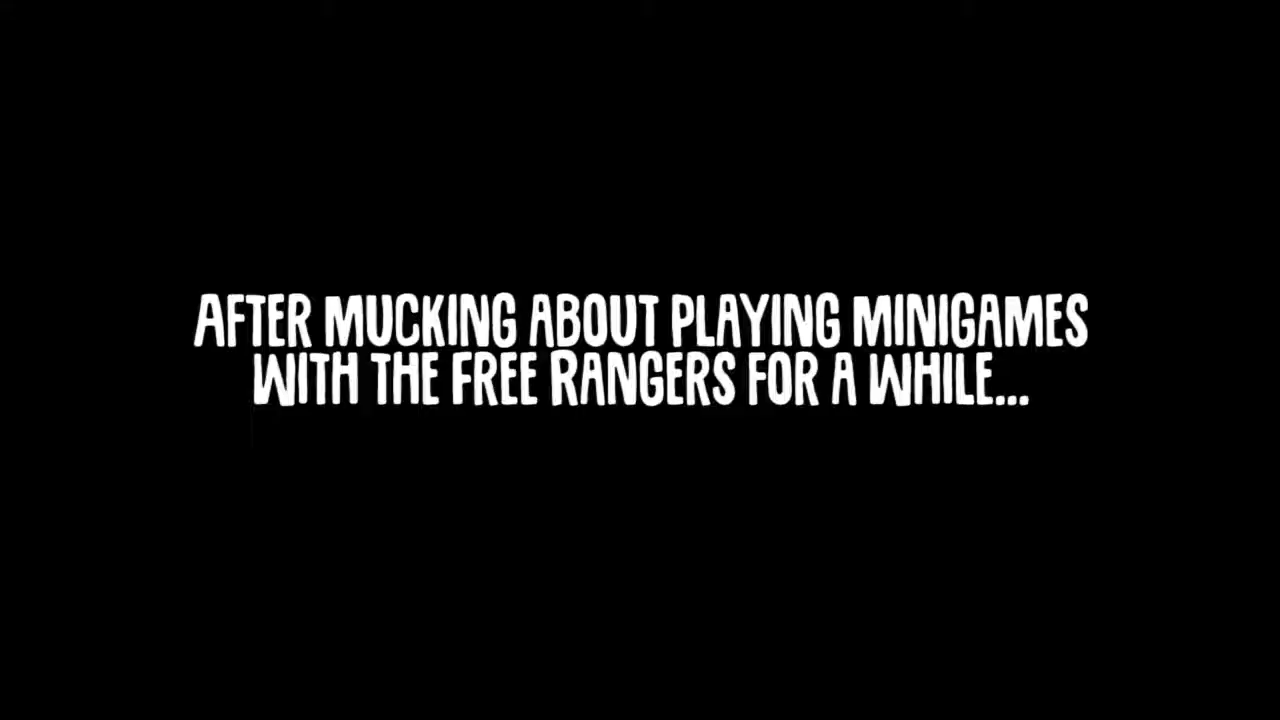 AFTER MUCKING ABOUT PLAYING MINIGAMES
WITH THE FREE RANGERS FOR A WHILE...